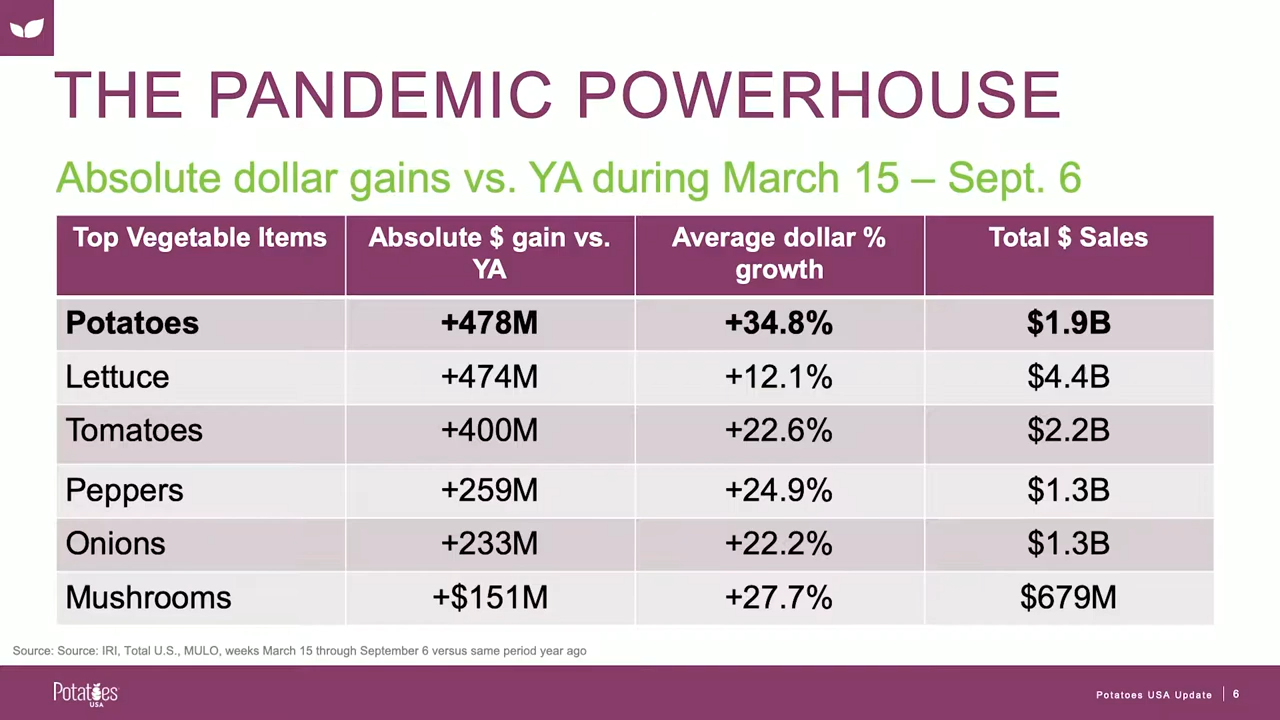 THE PANDEMIC POWERHOUSE
Absolute dollar gains vs. YA during March 15 – Sept. 6
Top Vegetable Items
Absolute $ gain vs.
YA
Average dollar %
growth
Total $ Sales
Potatoes +478M +34.8% $1.9B
Lettuce +474M +12.1% $4.4B
Tomatoes +400M +22.6% $2.2B
Peppers +259M +24.9% $1.3B
Onions +233M +22.2% $1.3B
Mushrooms +$151M +27.7% $679M
Source: Source: IRI, Total U.S., MULO, weeks March 15 through September 6 versus same period year ago
Potatoes
USA
Potatoes USA Update 6